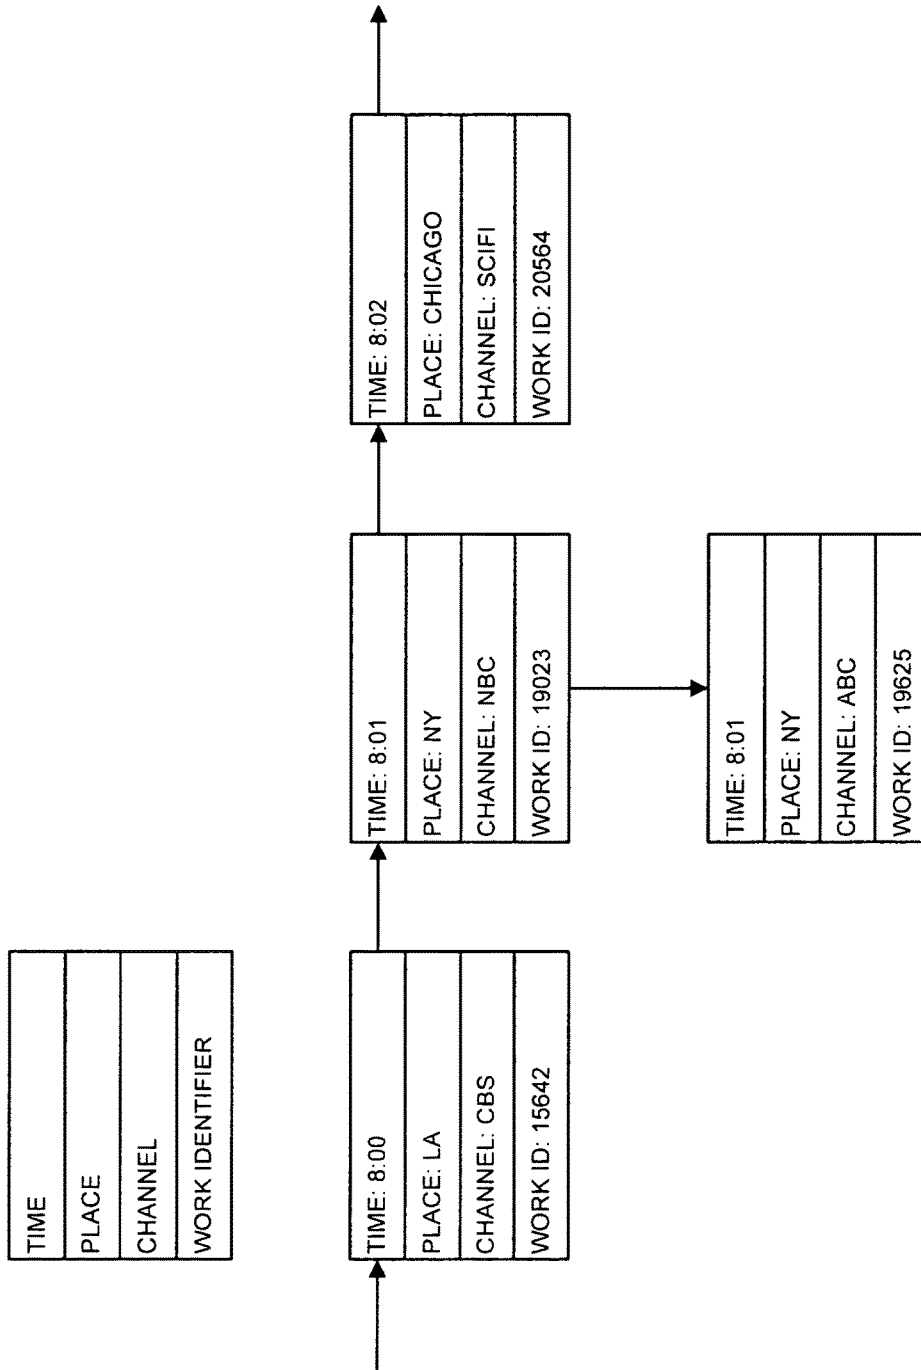 TIME
PLACE
CHANNEL
WORK IDENTIFIER
TIME: 8:00
PLACE: LA
CHANNEL: CBS
WORK ID: 15642
TIME: 8:01
PLACE: NY
CHANNEL: NBC
WORK ID: 19023
TIME: 8:02
PLACE: CHICAGO
CHANNEL: SCIFI
WORK ID: 20564
TIME: 8:01
PLACE: NY
CHANNEL: ABC
WORK ID: 19625